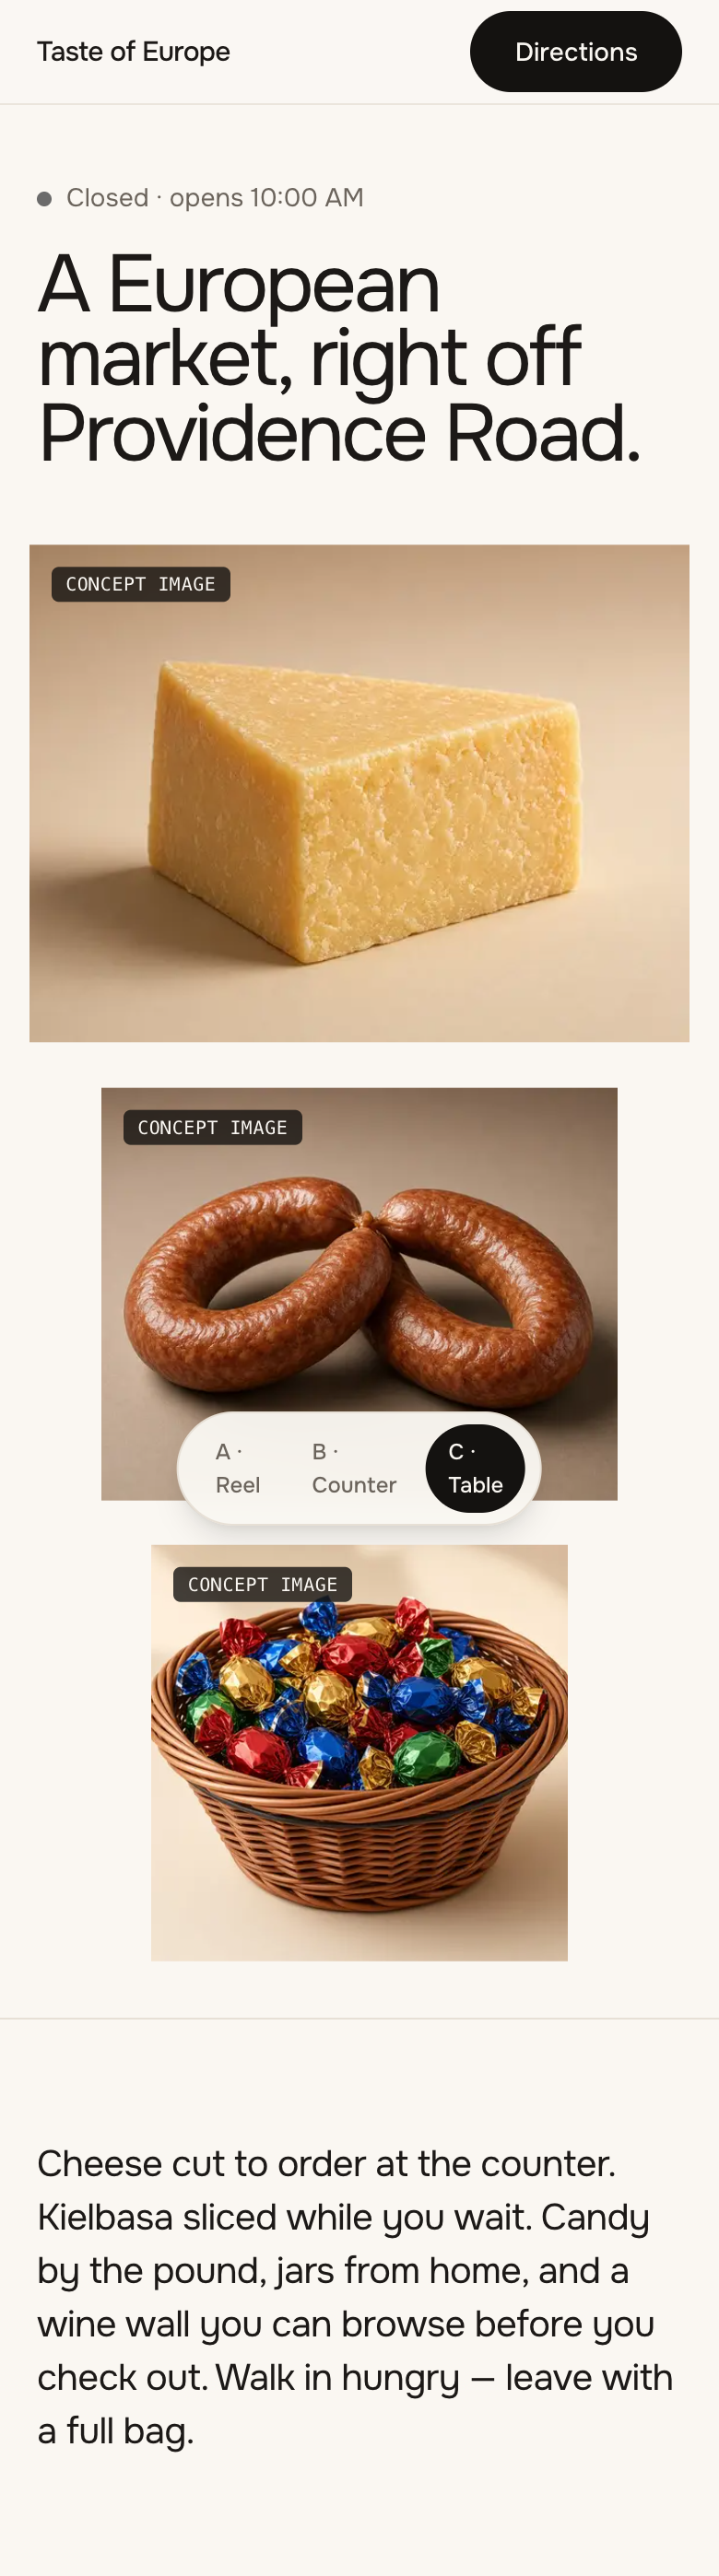 Taste of Europe
Directions
Closed · opens 10:00 AM
A European
market, right off
Providence Road.
CONCEPT IMAGE
CONCEPT IMAGE
A ·
Reel
B ·
Counter
C ·
Table
CONCEPT IMAGE
Cheese cut to order at the counter.
Kielbasa sliced while you wait. Candy
by the pound, jars from home, and a
wine wall you can browse before you
check out. Walk in hungry — leave with
a full bag.